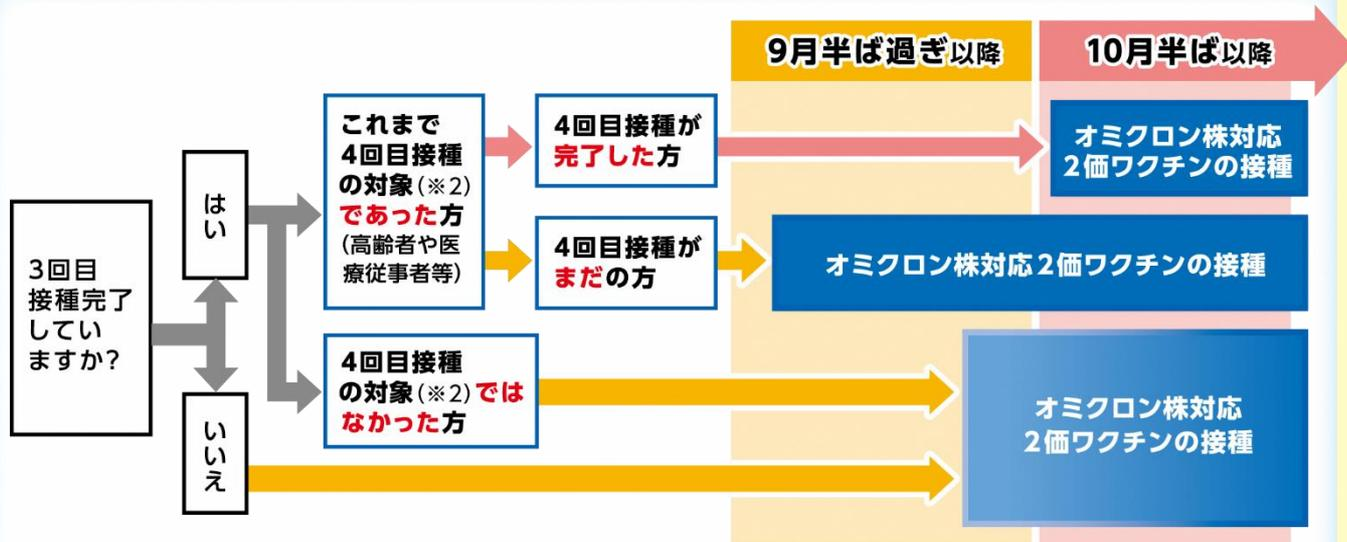 9月半ば過ぎ以降
10月半ば以降
3回目
接種完了
してい
ますか?
はい
いいえ
これまで
4回目接種
の対象(※2)
であった方
(高齢者や医
療従事者等)
4回目接種が
完了した方
オミクロン株対応
2価ワクチンの接種
4回目接種が
まだの方
オミクロン株対応2価ワクチンの接種
4回目接種
の対象(※2)では
なかった方
オミクロン株対応
2価ワクチンの接種